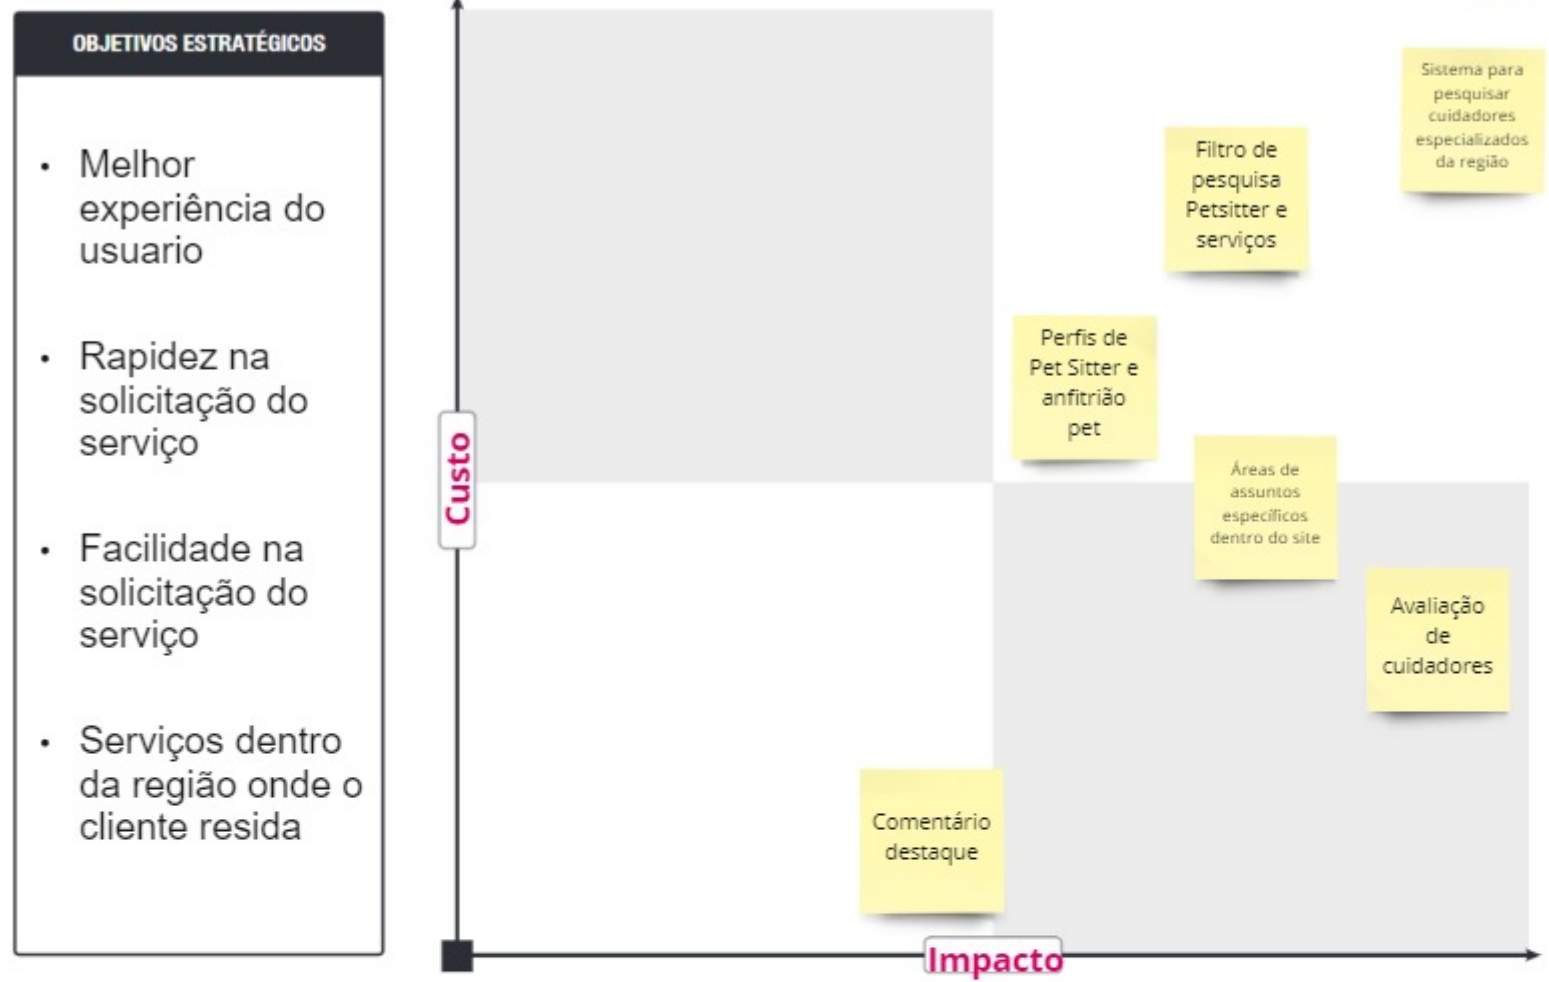 OBJETIVOS ESTRATÉGICOS
• Melhor
experiência do
usuario
• Rapidez na
solicitação do
serviço
• Facilidade na
solicitação do
serviço
• Serviços dentro
da região onde o
cliente resida
Custo
Sistema para
pesquisar
cuidadores
especializados
da região
Filtro de
pesquisa
Petsitter e
serviços
Perfis de
Pet Sitter e
anfitrião
pet
Áreas de
assuntos
específicos
dentro do site
Avaliação
de
cuidadores
Comentário
destaque
Impacto